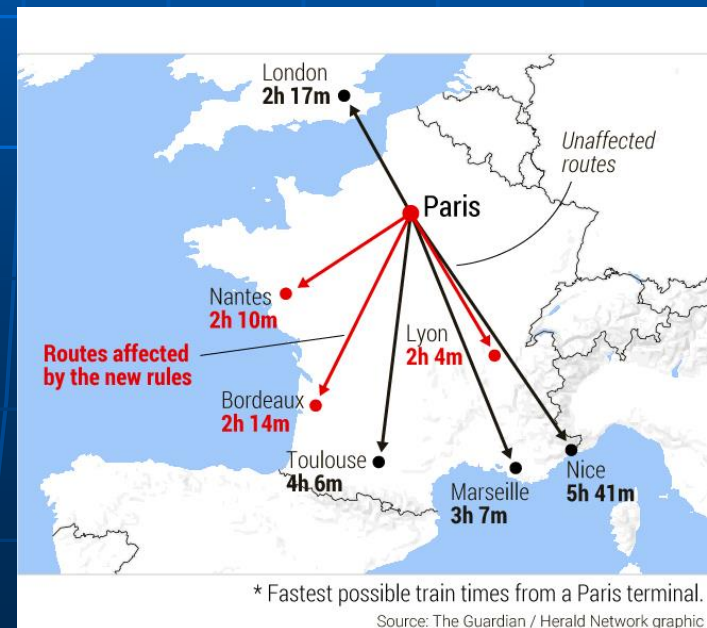 London
2h 17m
Unaffected
routes
Paris
Nantes
2h 10m
Lyon
2h 4m
Routes affected
by the new rules
Bordeaux
2h 14m
Toulouse
4h 6m
Marseille
3h 7m
Nice
5h 41m
* Fastest possible train times from a Paris terminal.
Source: The Guardian / Herald Network graphic